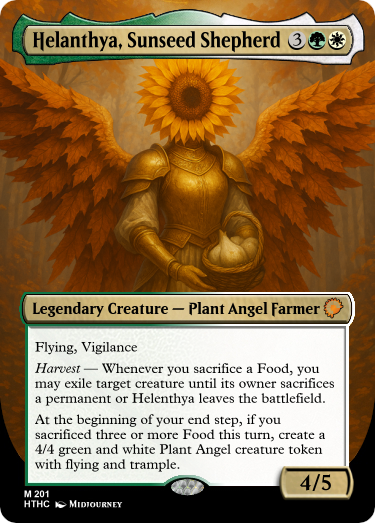 Helanthya, Sunseed Shepherd 3
Legendary Creature — Plant Angel Farmer
Flying, Vigilance
Harvest — Whenever you sacrifice a Food, you
may exile target creature until its owner sacrifices
a permanent or Helenthya leaves the battlefield.
At the beginning of your end step, if you
sacrificed three or more Food this turn, create a
4/4 green and white Plant Angel creature token
with flying and trample.
4/5
M 201
HTHC Midjourney